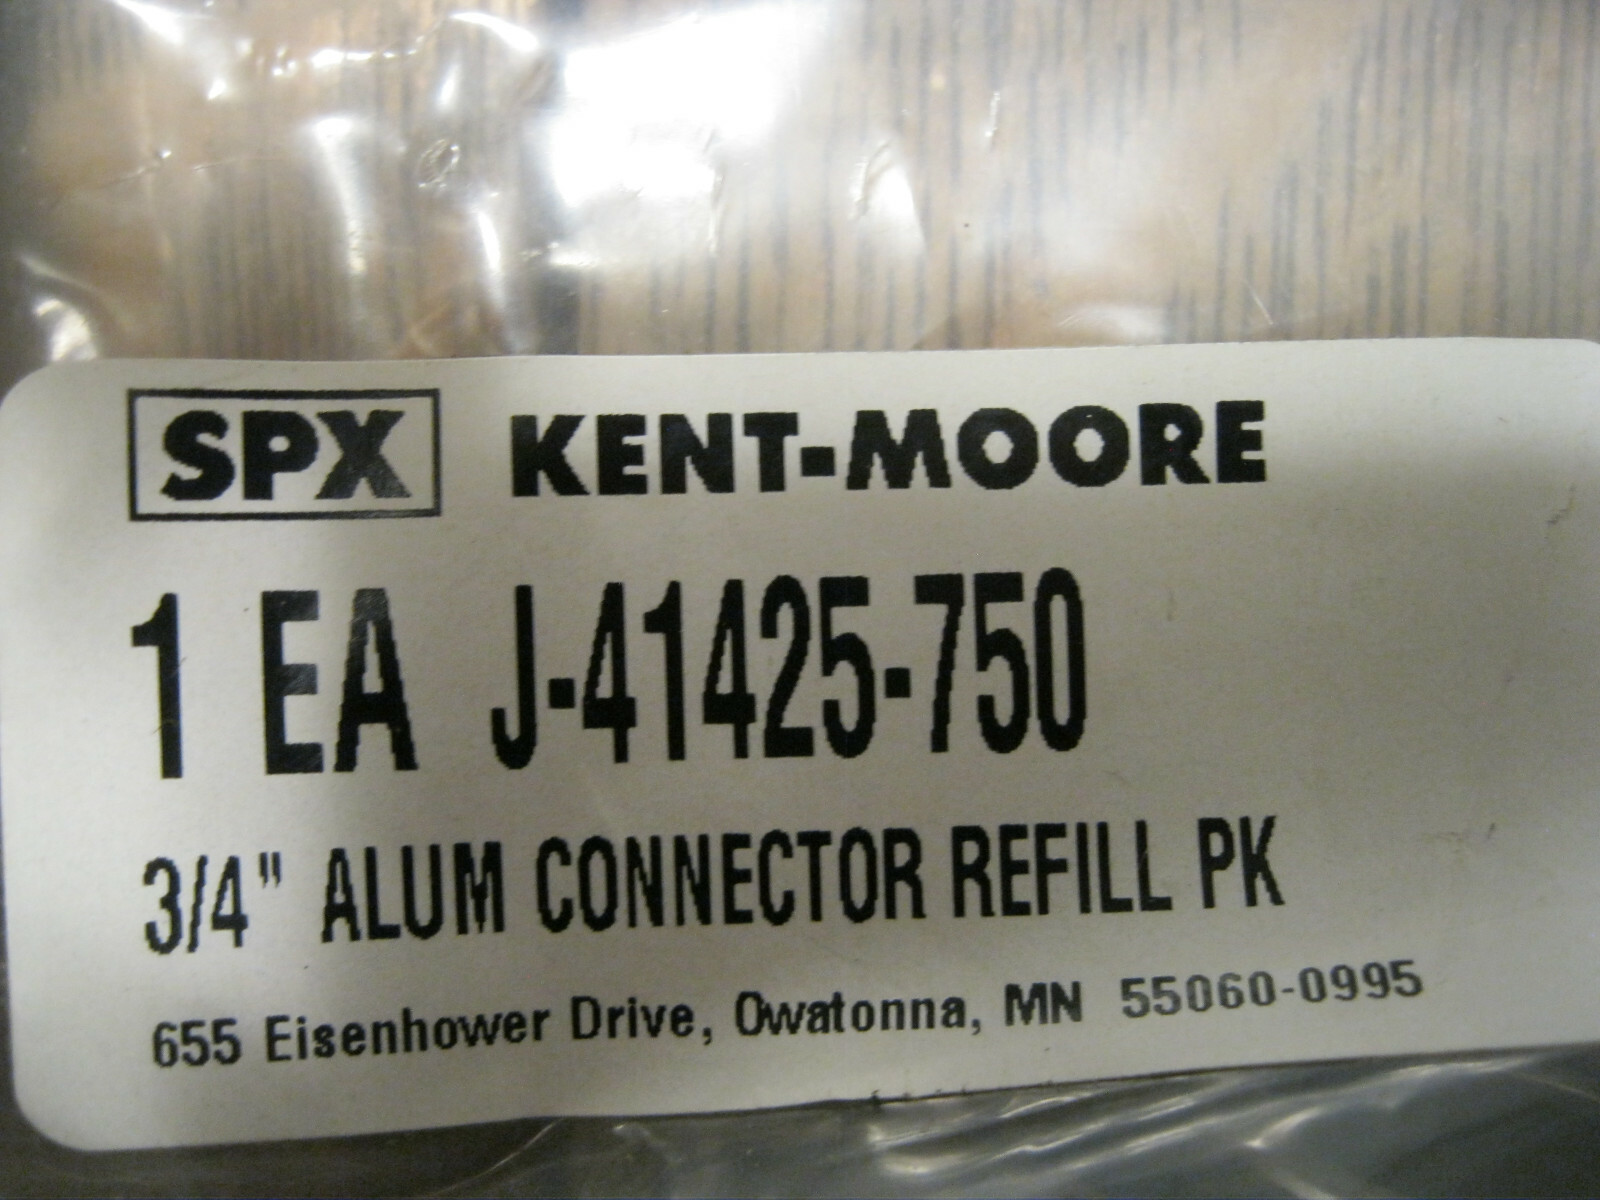 SPX KENT-MOORE
1 EA J-41425-750
3/4" ALUM CONNECTOR REFILL PK
655 Eisenhower Drive, Owatonna, MN 55060-0995